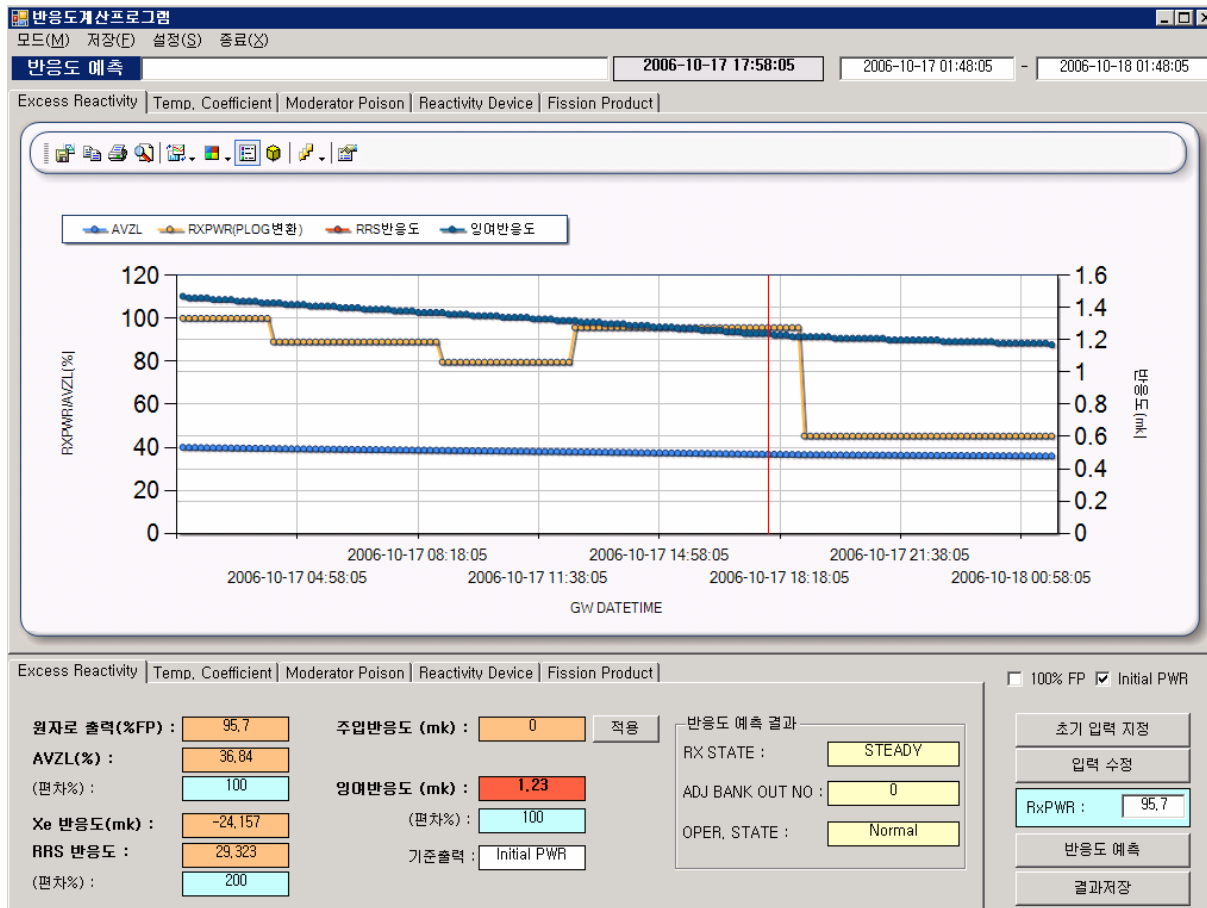 반응도계산프로그램
모드(M) 저장(F) 설정(S) 종료(X)
반응도 예측 2006-10-17 17:58:05 2006-10-17 01:48:05 - 2006-10-18 01:48:05
Excess Reactivity Temp. Coefficient Moderator Poison Reactivity Device Fission Product
AVZL RXPWR(PLOG변환) RRS반응도 잉여반응도
120 1.6
100 1.4
80 1.2
60 1
40 0.8
20 0.6
0 0.4
0.2
0
RXPWR/AVZL(%)
반응도(mk)
2006-10-17 08:18:05 2006-10-17 14:58:05 2006-10-17 21:38:05
2006-10-17 04:58:05 2006-10-17 11:38:05 2006-10-17 18:18:05 2006-10-18 00:58:05
GW DATETIME
Excess Reactivity Temp. Coefficient Moderator Poison Reactivity Device Fission Product
원자로 출력(%FP) : 95.7
AVZL(%) : 36.84
(편차%) : 100
Xe 반응도(mk) : -24.157
RRS 반응도 : 29.323
(편차%) : 200
주입반응도 (mk) : 0 적용
잉여반응도 (mk) : 1.23
(편차%) : 100
기준출력 : Initial PWR
반응도 예측 결과
RX STATE : STEADY
ADJ BANK OUT NO : 0
OPER. STATE : Normal
100% FP Initial PWR
초기 입력 지정
입력 수정
RxPWR : 95.7
반응도 예측
결과저장